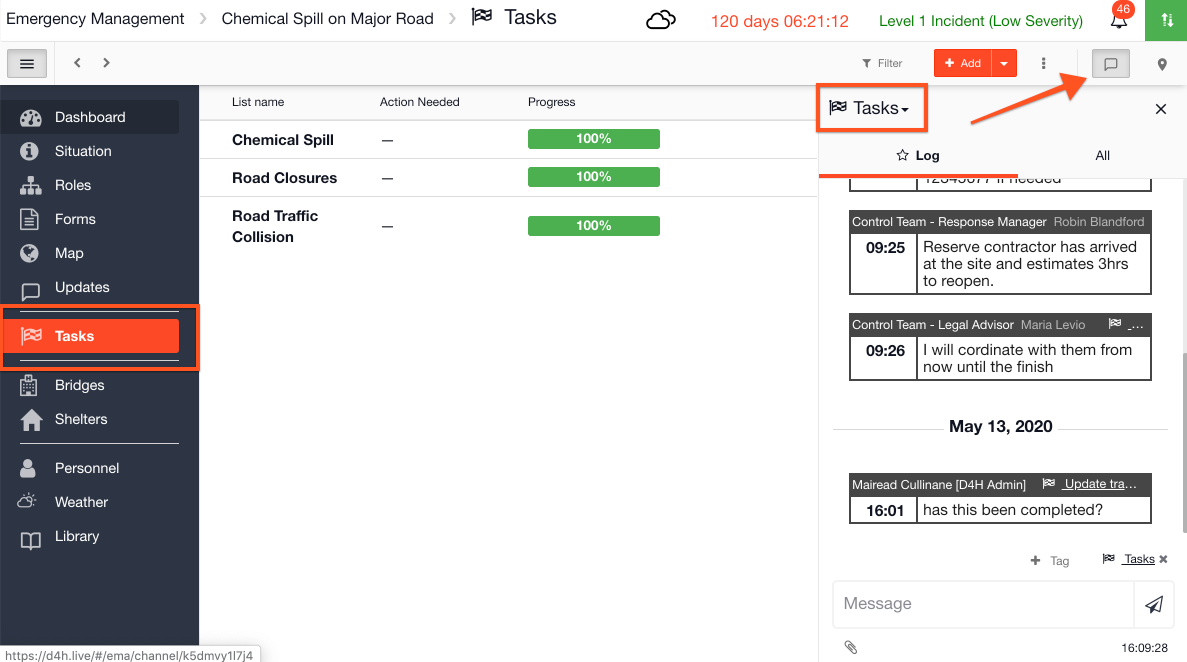 Emergency Management > Chemical Spill on Major Road > Tasks
120 days 06:21:12
Level 1 Incident (Low Severity)
46
Filter
+ Add
Dashboard
Situation
Roles
Forms
Map
Updates
Tasks
Bridges
Shelters
Personnel
Weather
Library
https://d4h.live/#/ema/channel/k5dmvy1l7j4
List name Action Needed Progress
Chemical Spill — 100%
Road Closures — 100%
Road Traffic
Collision — 100%
Tasks
Log All
12345677 if needed
Control Team - Response Manager Robin Blandford
09:25 Reserve contractor has arrived
at the site and estimates 3hrs
to reopen.
Control Team - Legal Advisor Maria Levio ...
09:26 I will cordinate with them from
now until the finish
May 13, 2020
Mairead Cullinane [D4H Admin] Update tra...
16:01 has this been completed?
+ Tag Tasks ×
Message
16:09:28